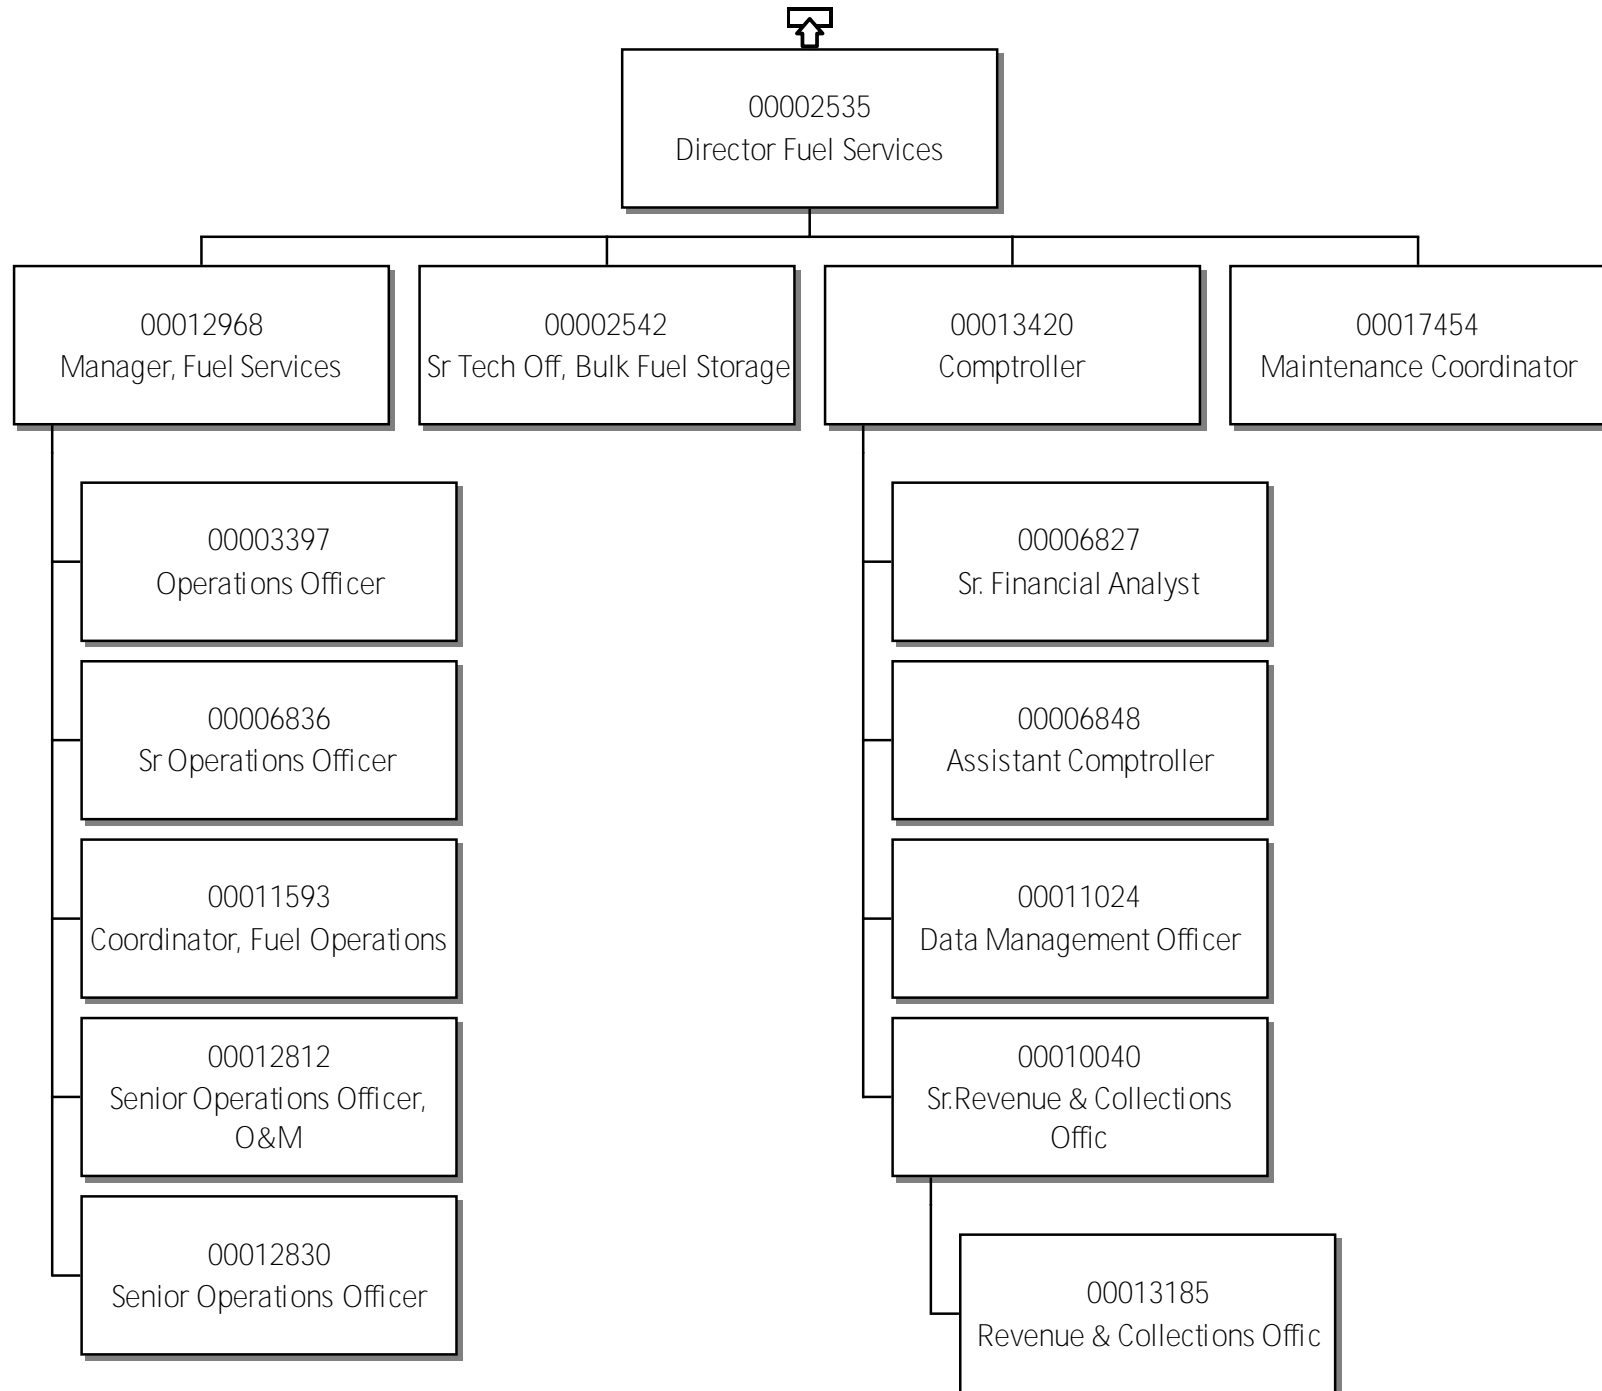 00002535
Director Fuel Services
00012968
Manager, Fuel Services
00002542
Sr Tech Off, Bulk Fuel Storage
00013420
Comptroller
00017454
Maintenance Coordinator
00003397
Operations Officer
00006836
Sr Operations Officer
00011593
Coordinator, Fuel Operations
00012812
Senior Operations Officer,
O&M
00012830
Senior Operations Officer
00006827
Sr. Financial Analyst
00006848
Assistant Comptroller
00011024
Data Management Officer
00010040
Sr.Revenue & Collections
Offic
00013185
Revenue & Collections Offic